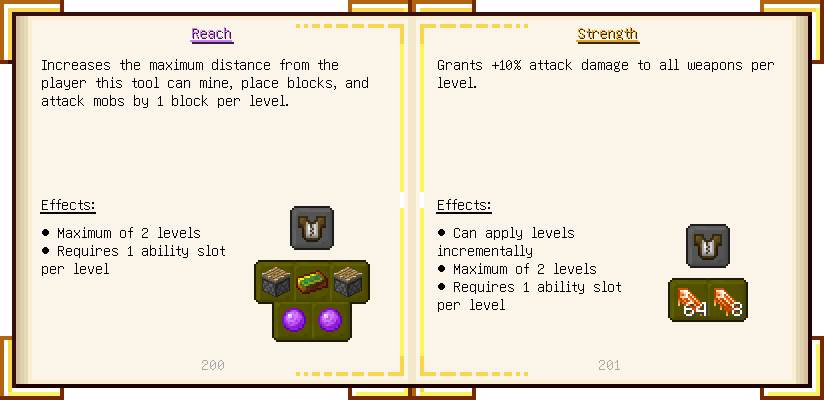 Reach
Increases the maximum distance from the
player this tool can mine, place blocks, and
attack mobs by 1 block per level.
Effects:
● Maximum of 2 levels
● Requires 1 ability slot
per level
200
Strength
Grants +10% attack damage to all weapons per
level.
Effects:
● Can apply levels
incrementally
● Maximum of 2 levels
● Requires 1 ability slot
per level
64 8
201